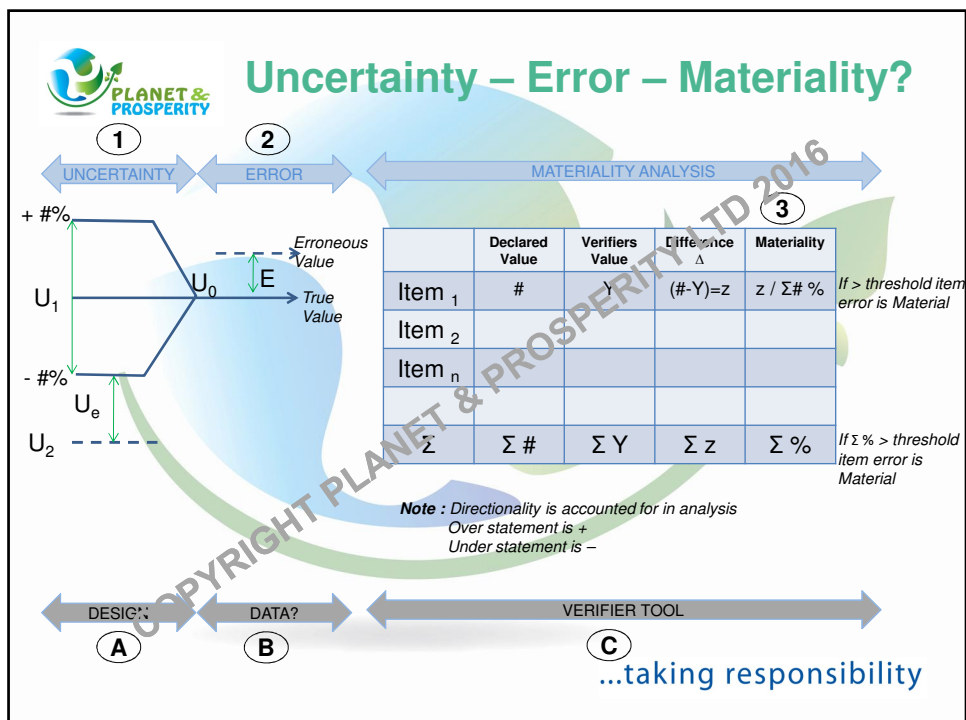 PLANET &
PROSPERITY
Uncertainty – Error – Materiality?
1
2
UNCERTAINTY
ERROR
MATERIALITY ANALYSIS
3
+ #%
U1
- #%
Ue
U2
U0
E
Erroneous
Value
True
Value
Declared Value
Verifiers Value
Difference Δ
Materiality
Item 1
#
Y
(#-Y)=z
z / Σ# %
If > threshold item
error is Material
Item 2
Item n
Σ
Σ #
Σ Y
Σ z
Σ %
If Σ % > threshold
item error is
Material
Note : Directionality is accounted for in analysis
Over statement is +
Under statement is –
COPYRIGHT PLANET & PROSPERITY LTD 2016
DESIGN
DATA?
VERIFIER TOOL
A
B
C
...taking responsibility